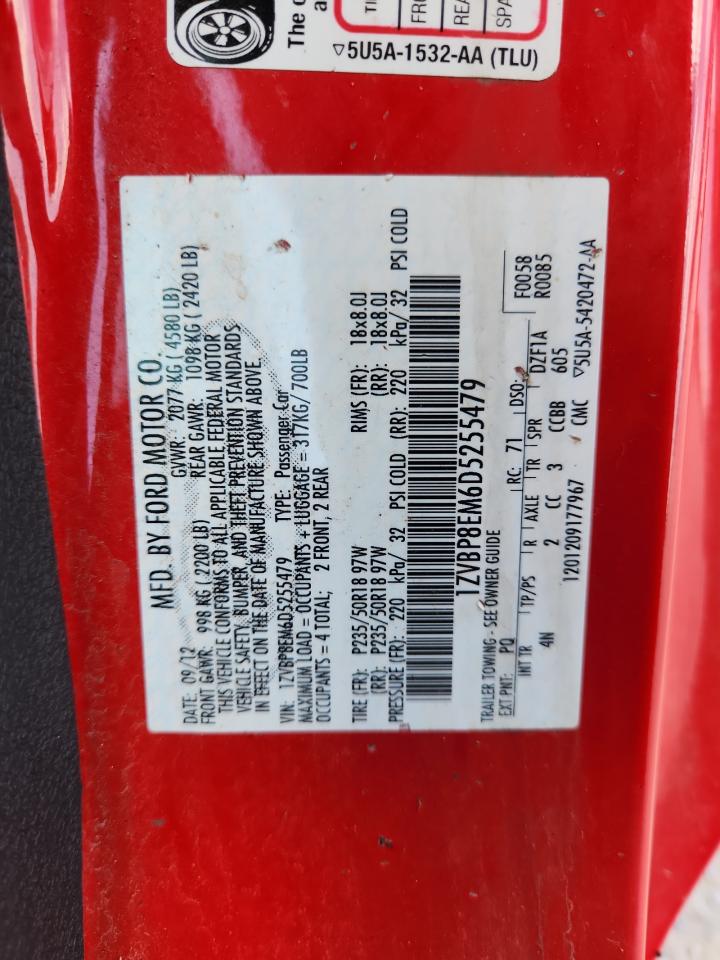 The o
a
TI
FR
REA
SPA
▽5U5A-1532-AA (TLU)
MFD. BY FORD MOTOR CO.
DATE: 09/12 GVWR: 2077 KG ( 4580 LB)
FRONT GAWR: 998 KG ( 2200 LB) REAR GAWR: 1098 KG ( 2420 LB)
THIS VEHICLE CONFORMS TO ALL APPLICABLE FEDERAL MOTOR
VEHICLE SAFETY, BUMPER, AND THEFT PREVENTION STANDARDS
IN EFFECT ON THE DATE OF MANUFACTURE SHOWN ABOVE.
VIN: 1ZVBP8EM6D5255479 TYPE: Passenger Car
MAXIMUM LOAD = OCCUPANTS + LUGGAGE = 317KG/700LB
OCCUPANTS = 4 TOTAL; 2 FRONT, 2 REAR
TIRE (FR): P235/50R18 97W RIMS (FR): 18x8.0J
(RR): P235/50R18 97W (RR): 18x8.0J
PRESSURE (FR): 220 kPa/ 32 PSI COLD (RR): 220 kPa/ 32 PSI COLD
1ZVBP8EM6D5255479
TRAILER TOWING - SEE OWNER GUIDE
EXT PNT: PQ RC: 71 DSO: F0058
R0085
INT TR TP/PS R AXLE TR SPR DZF1A
4N 2 CC 3 CCBB 605
1201209177967 CMC ▽5U5A-5420472-AA